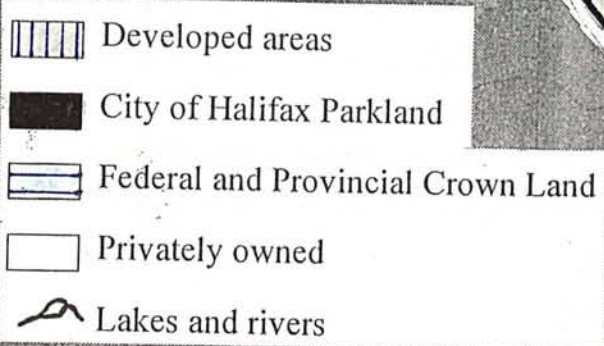 Developed areas
City of Halifax Parkland
Federal and Provincial Crown Land
Privately owned
Lakes and rivers